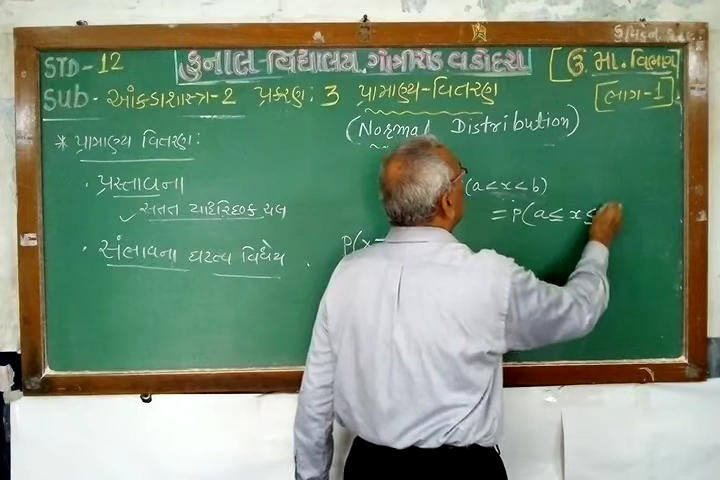 STD - 12 કુનાલ-વિદ્યાલય. ગોત્રીરોડ વડોદરા ઉ. મા. વિભાગ
Sub - આંકડાશાસ્ત્ર-2 પ્રકરણ: 3 પ્રામાણ્ય-વિતરણ ભાગ-1
(Normal Distribution)
* પ્રામાણ્ય વિતરણ:
· પ્રસ્તાવના (a<x<b)
✓ સતત યાદૃચ્છિક ચલ = P(a≤x≤
· સંભાવના ઘટત્વ વિધેય . P(x